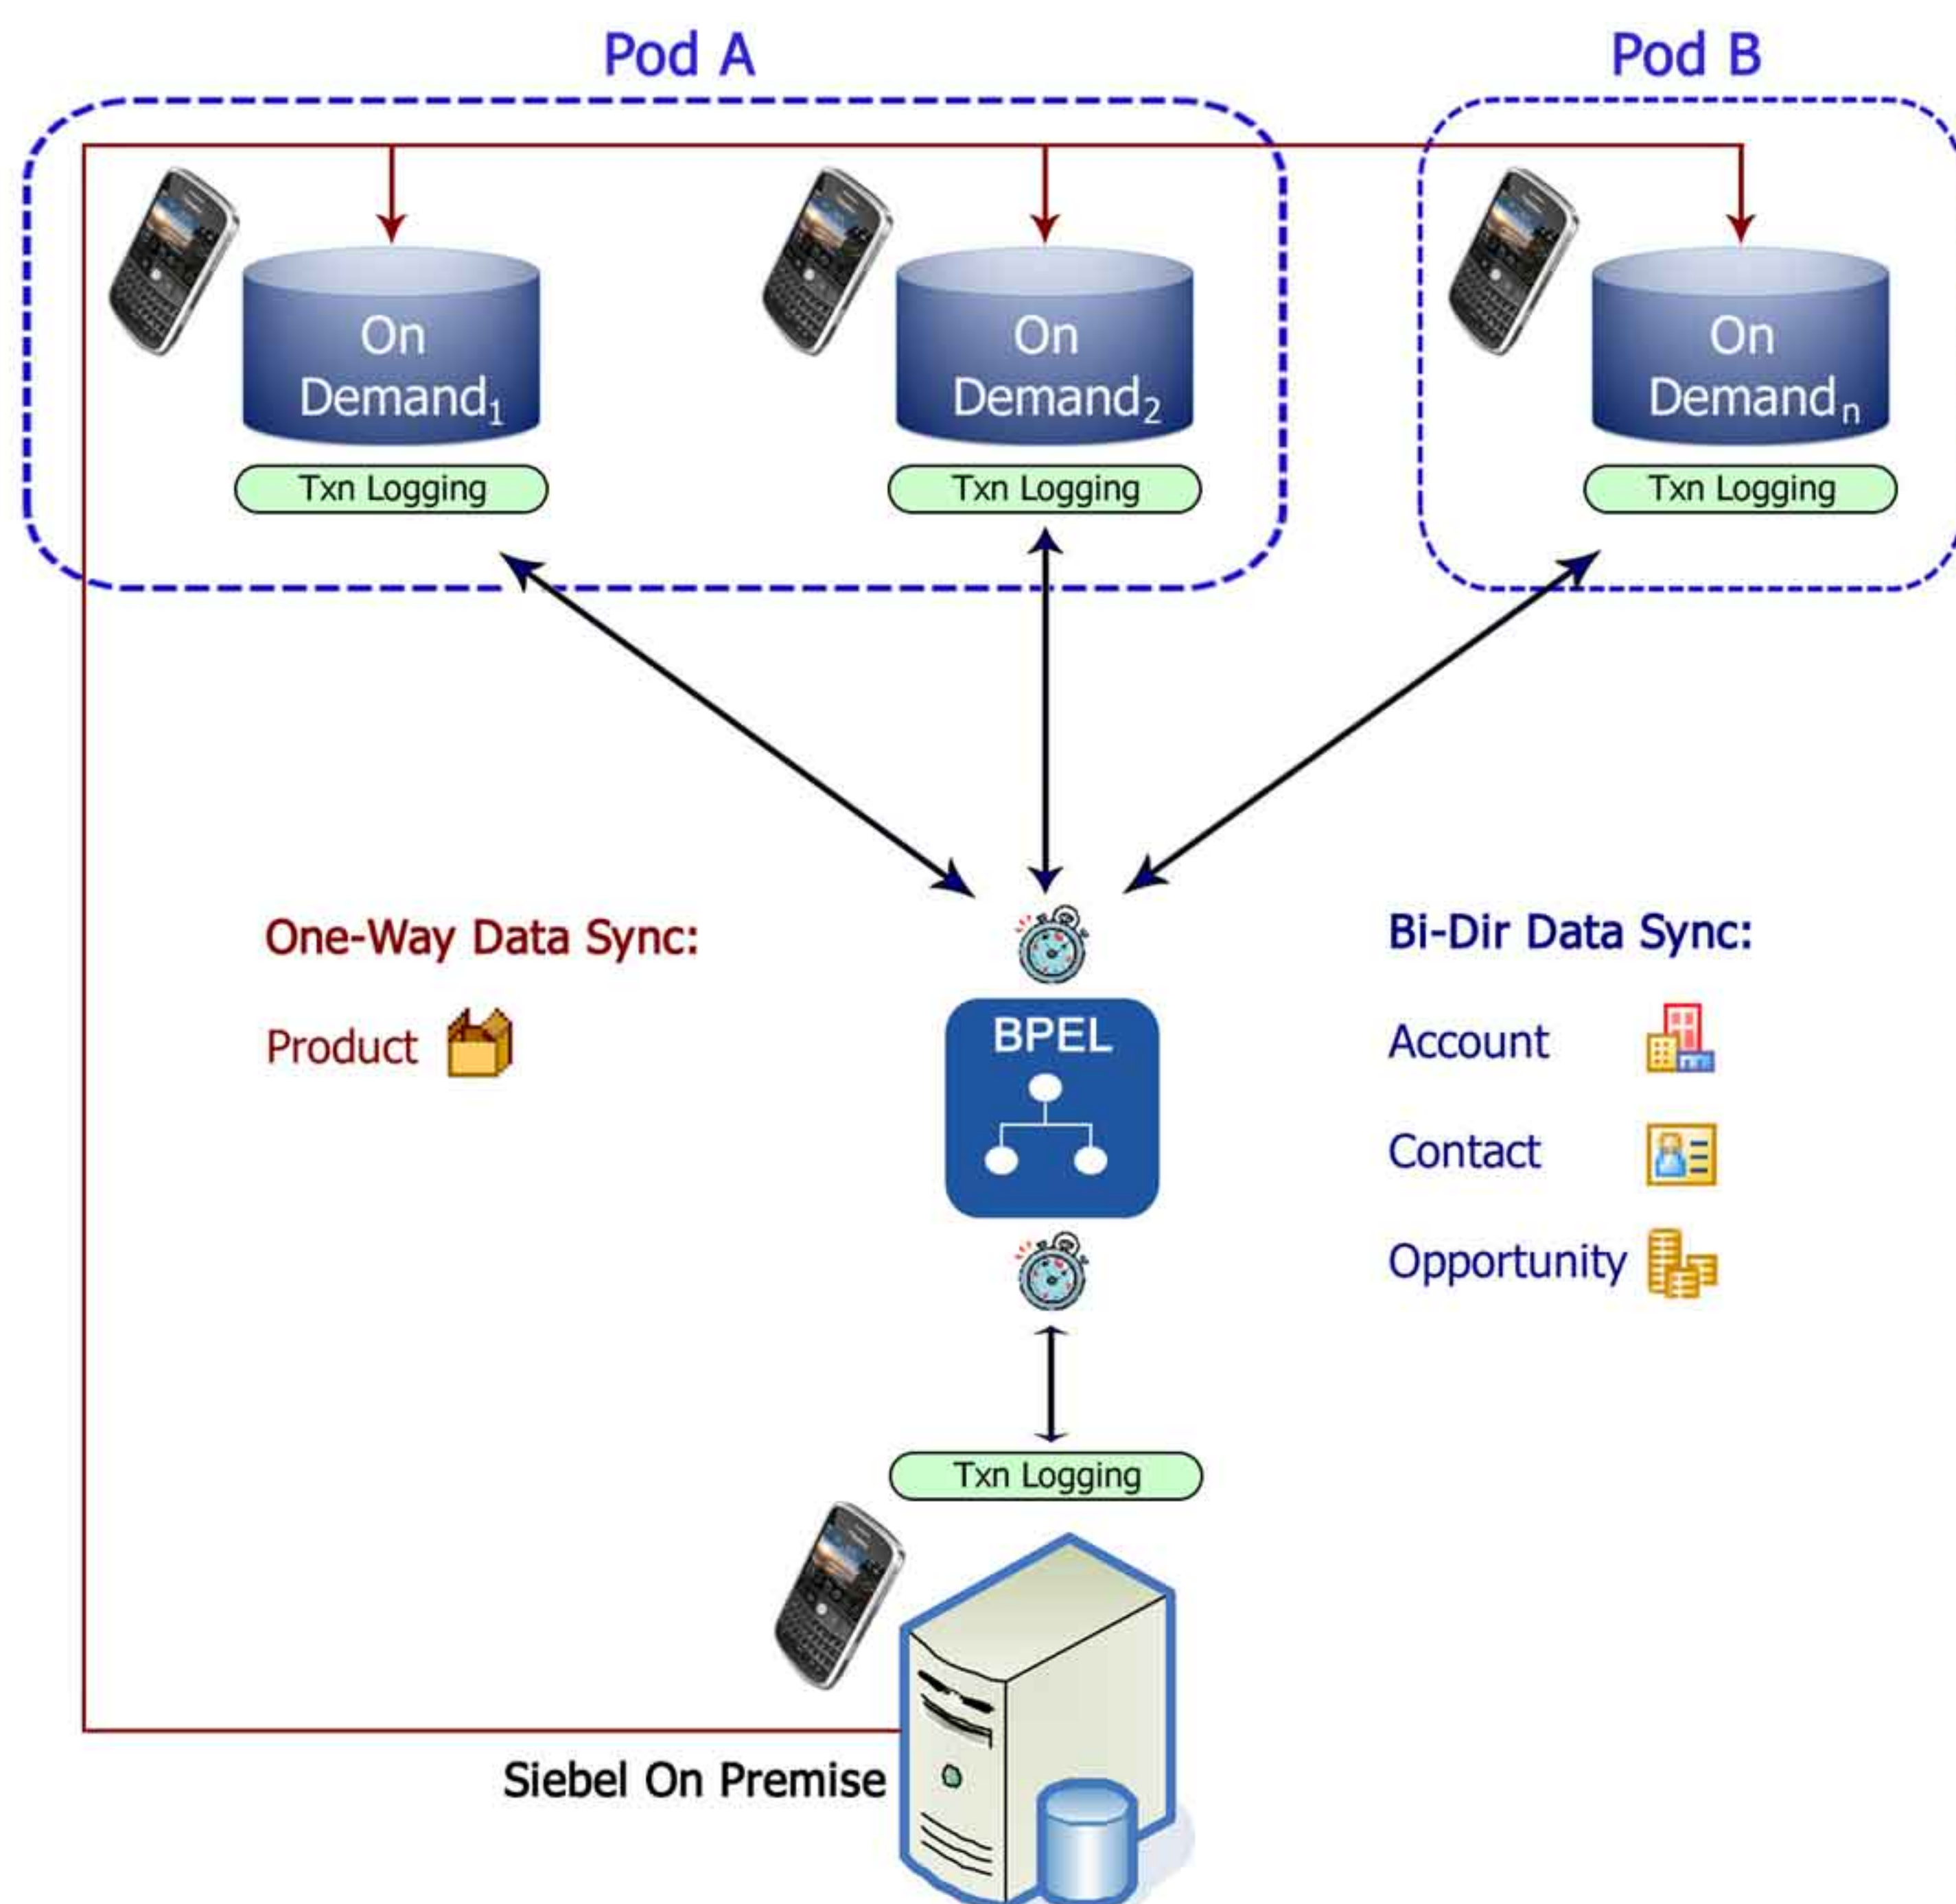 Pod A
Pod B
On
Demand1
On
Demand2
On
Demandn
Txn Logging
Txn Logging
Txn Logging
One-Way Data Sync:
Product
Bi-Dir Data Sync:
Account
Contact
Opportunity
BPEL
Txn Logging
Siebel On Premise